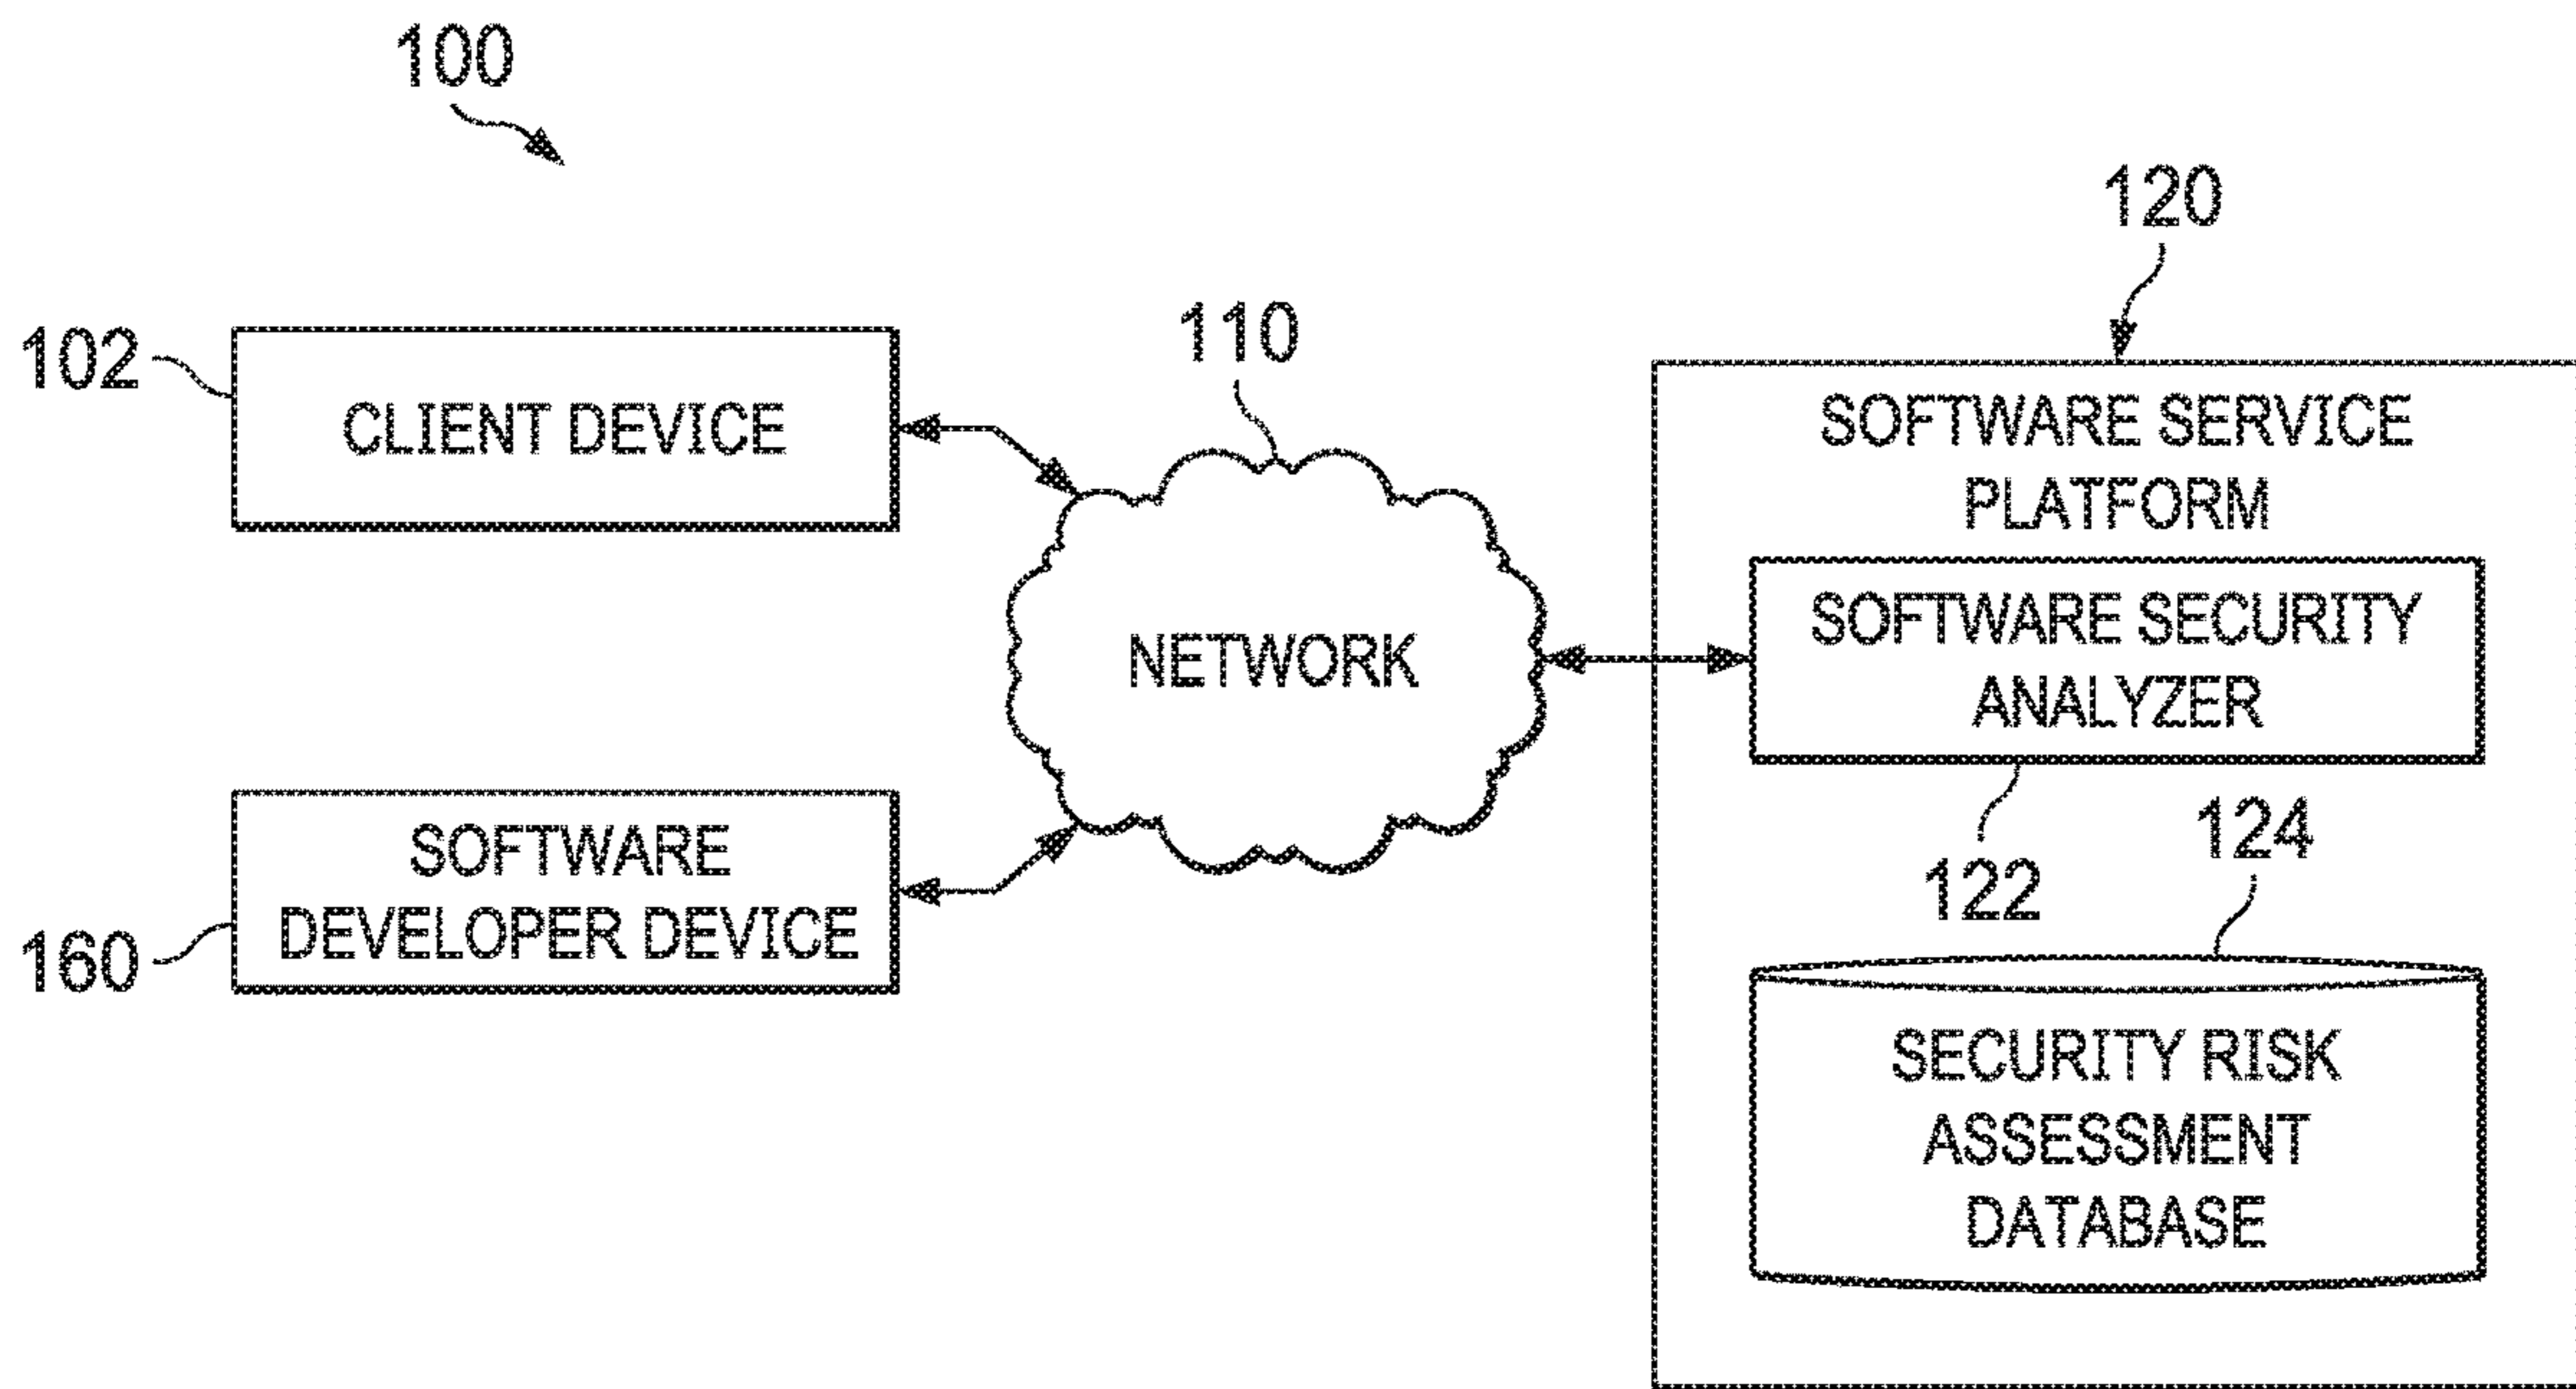 100
120
110
102
CLIENT DEVICE
SOFTWARE SERVICE
PLATFORM
NETWORK
SOFTWARE SECURITY
ANALYZER
122
124
SOFTWARE
DEVELOPER DEVICE
160
SECURITY RISK
ASSESSMENT
DATABASE